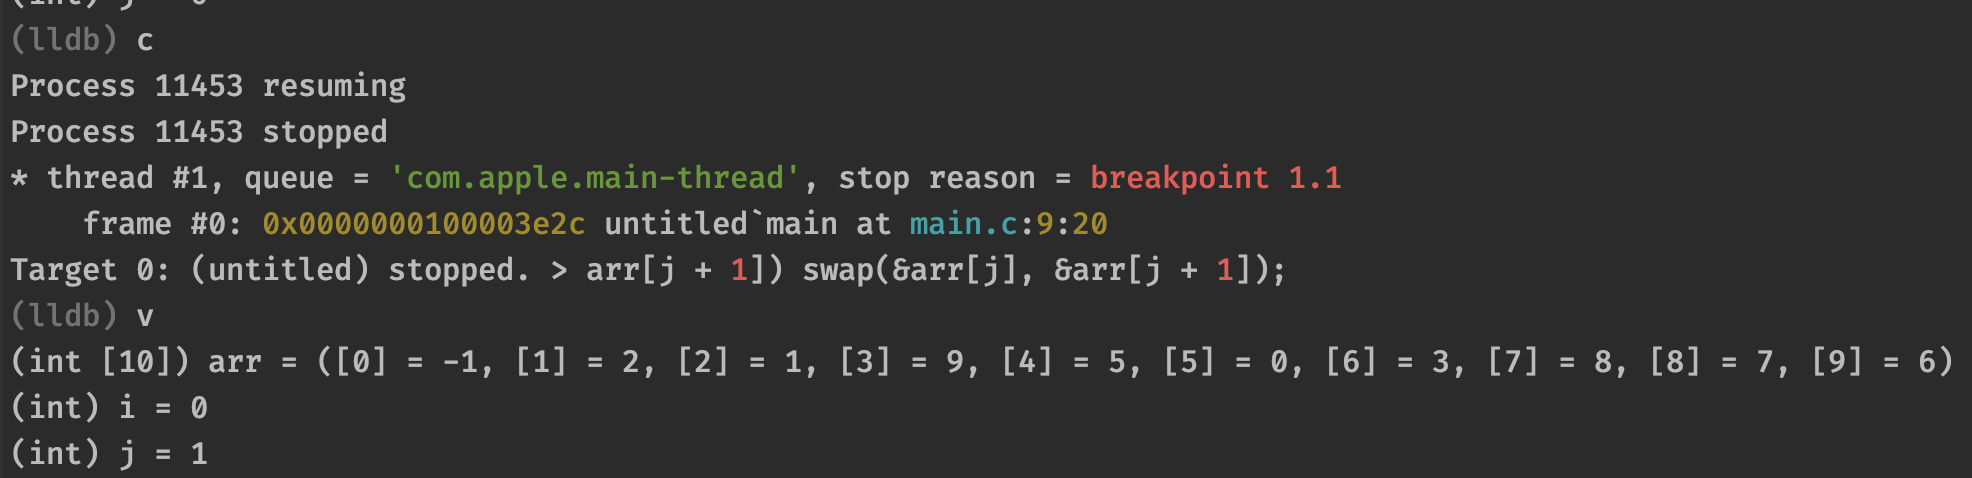 (int) j = 0
(lldb) c
Process 11453 resuming
Process 11453 stopped
* thread #1, queue = 'com.apple.main-thread', stop reason = breakpoint 1.1
    frame #0: 0x0000000100003e2c untitled`main at main.c:9:20
Target 0: (untitled) stopped. > arr[j + 1]) swap(&arr[j], &arr[j + 1]);
(lldb) v
(int [10]) arr = ([0] = -1, [1] = 2, [2] = 1, [3] = 9, [4] = 5, [5] = 0, [6] = 3, [7] = 8, [8] = 7, [9] = 6)
(int) i = 0
(int) j = 1